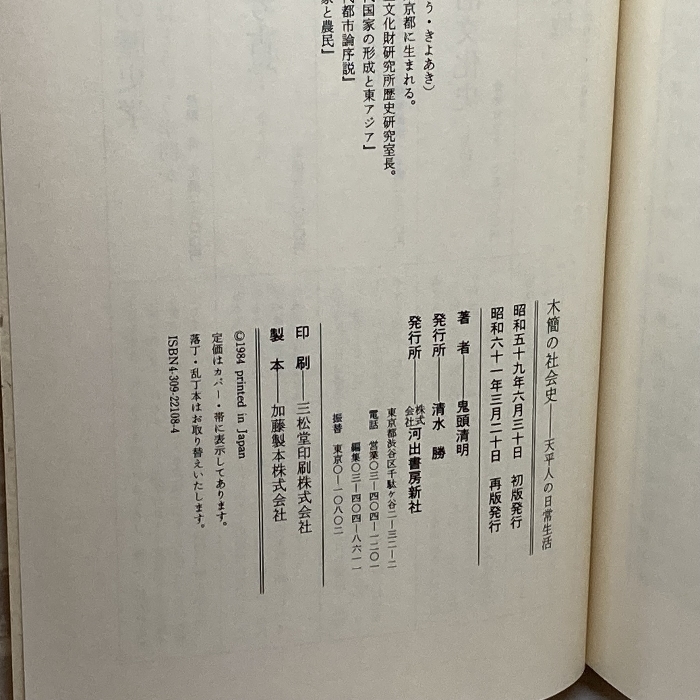 う・きよあき）
京都に生まれる。
文化財研究所歴史研究室長。
国家の形成と東アジア』
都市論序説』
家と農民』
木簡の社会史――天平人の日常生活
昭和五十九年六月三十日　初版発行
昭和六十一年三月二十日　再版発行
著　者――鬼頭清明
発行所――清水　勝
発行所――株式会社河出書房新社
東京都渋谷区千駄ヶ谷二―三二―二
電話　営業〇三―四〇四―一二〇一
編集〇三―四〇四―八六一一
振替　東京〇―一〇八〇二
印　刷――三松堂印刷株式会社
製　本――加藤製本株式会社
©1984 printed in Japan
定価はカバー・帯に表示してあります。
落丁・乱丁本はお取り替えいたします。
ISBN4-309-22108-4